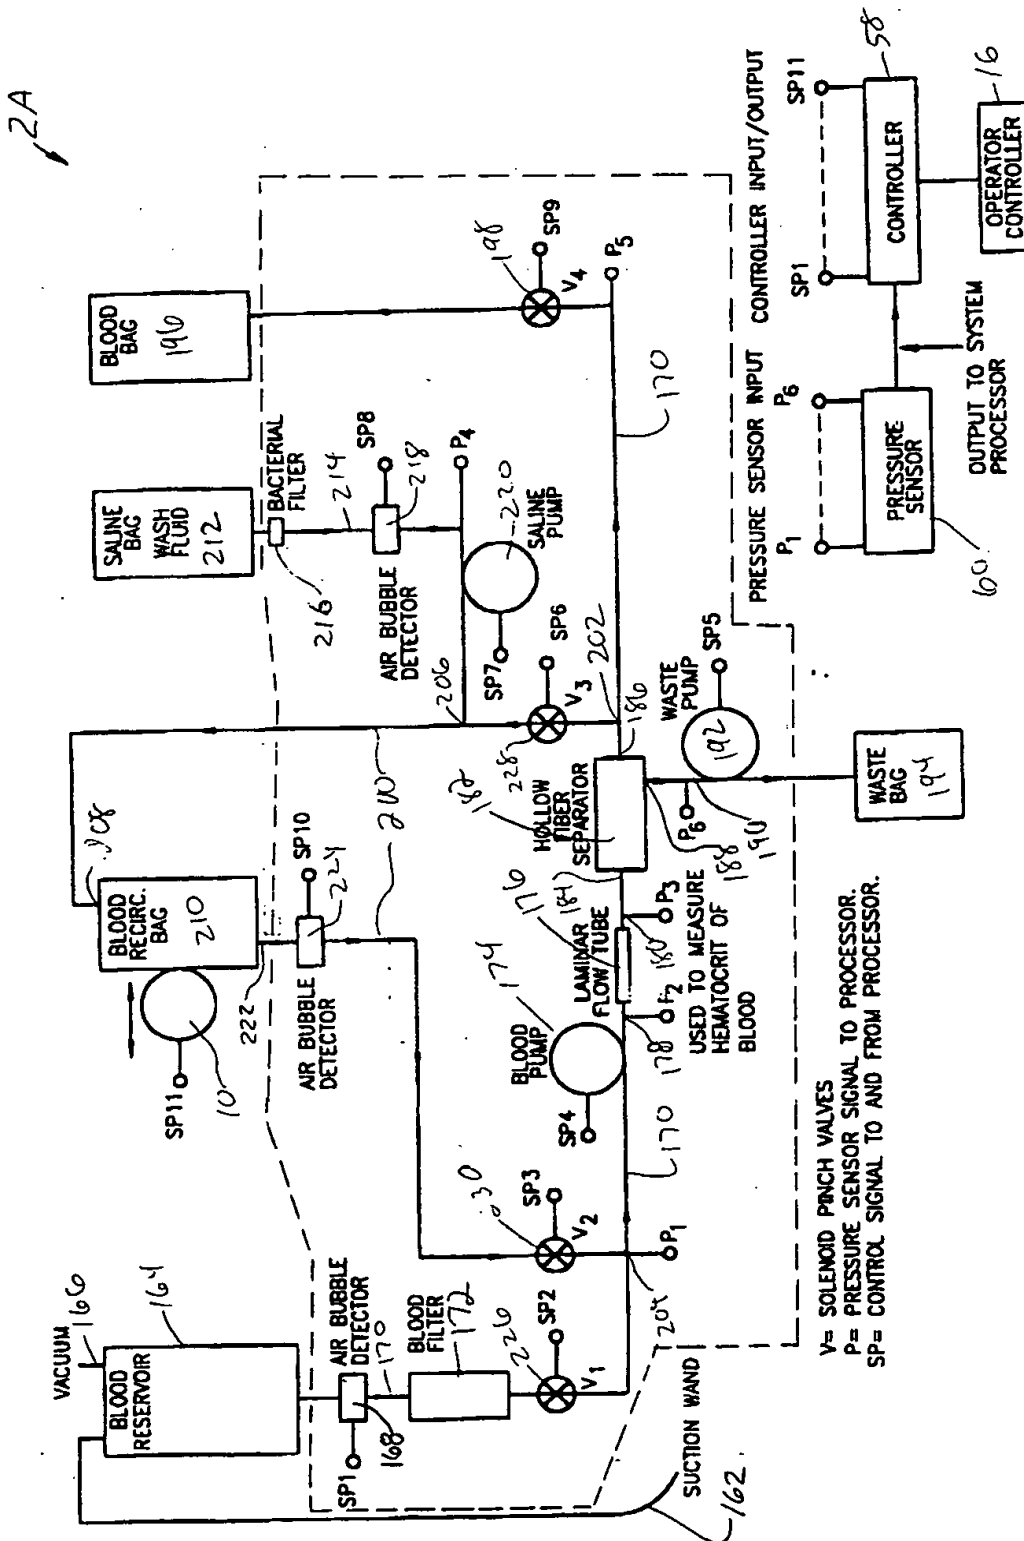 2A
VACUUM
166
164
BLOOD
RESERVOIR
SP1
168
AIR BUBBLE
DETECTOR
170
BLOOD
FILTER
172
226
SP2
V1
SUCTION WAND
162
SP11
10
BLOOD
RECIRC.
BAG
210
208
222
SP10
224
AIR BUBBLE
DETECTOR
200
SP3
V2
P1
204
SP4
BLOOD
PUMP
174
170
LAMINAR
FLOW TUBE
176
178
P2
180
P3
USED TO MEASURE
HEMATOCRIT OF
BLOOD
184
182
HOLLOW
FIBER
SEPARATOR
186
188
190
P6
WASTE
PUMP
192
SP5
WASTE
BAG
194
228
V3
SP6
202
206
SP7
220
SALINE PUMP
P4
SALINE
BAG
WASH
FLUID
212
BACTERIAL
FILTER
216
214
SP8
218
AIR BUBBLE
DETECTOR
BLOOD
BAG
196
198
SP9
V4
P5
170
PRESSURE SENSOR INPUT
P1
P6
PRESSURE
SENSOR
60
OUTPUT TO SYSTEM
PROCESSOR
CONTROLLER INPUT/OUTPUT
SP1
SP11
CONTROLLER
58
OPERATOR
CONTROLLER
16
V= SOLENOID PINCH VALVES
P= PRESSURE SENSOR SIGNAL TO PROCESSOR.
SP= CONTROL SIGNAL TO AND FROM PROCESSOR.